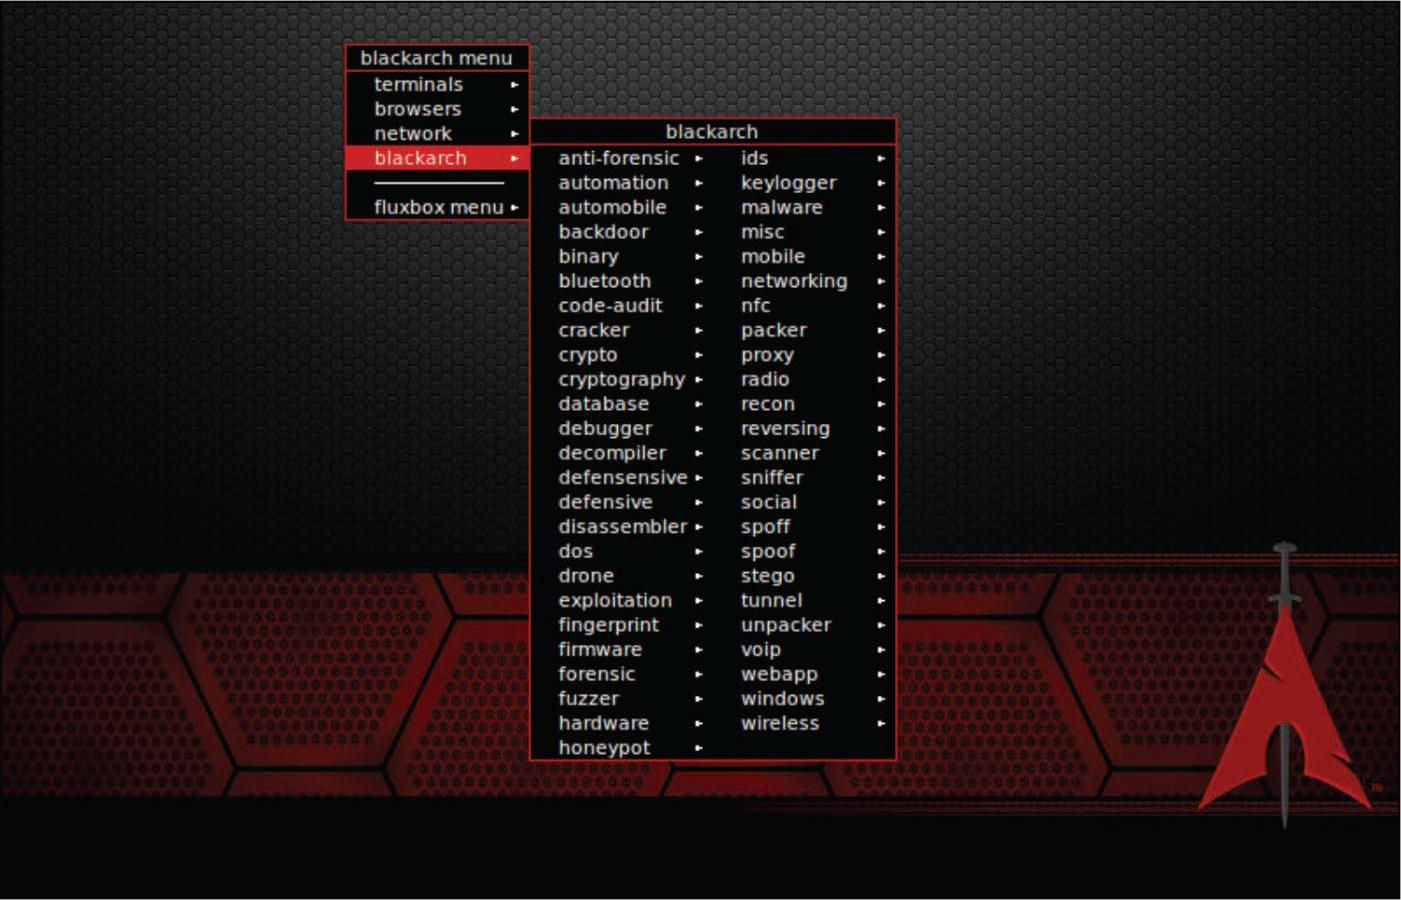 blackarch menu
terminals
browsers
network
blackarch
fluxbox menu
blackarch
anti-forensic
automation
automobile
backdoor
binary
bluetooth
code-audit
cracker
crypto
cryptography
database
debugger
decompiler
defensensive
defensive
disassembler
dos
drone
exploitation
fingerprint
firmware
forensic
fuzzer
hardware
honeypot
ids
keylogger
malware
misc
mobile
networking
nfc
packer
proxy
radio
recon
reversing
scanner
sniffer
social
spoff
spoof
stego
tunnel
unpacker
voip
webapp
windows
wireless
TM